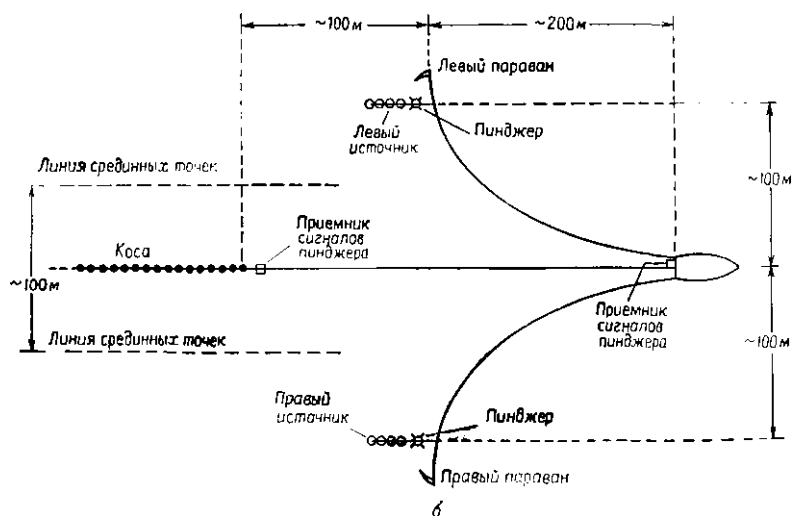 ~100м
~200м
Левый параван
Левый
источник
Пинджер
Линия срединных точек
~100м
Приемник
сигналов
пинджера
Коса
~100м
Приемник
сигналов
пинджера
Линия срединных точек
~100м
Правый
источник
Пинджер
Правый параван
б